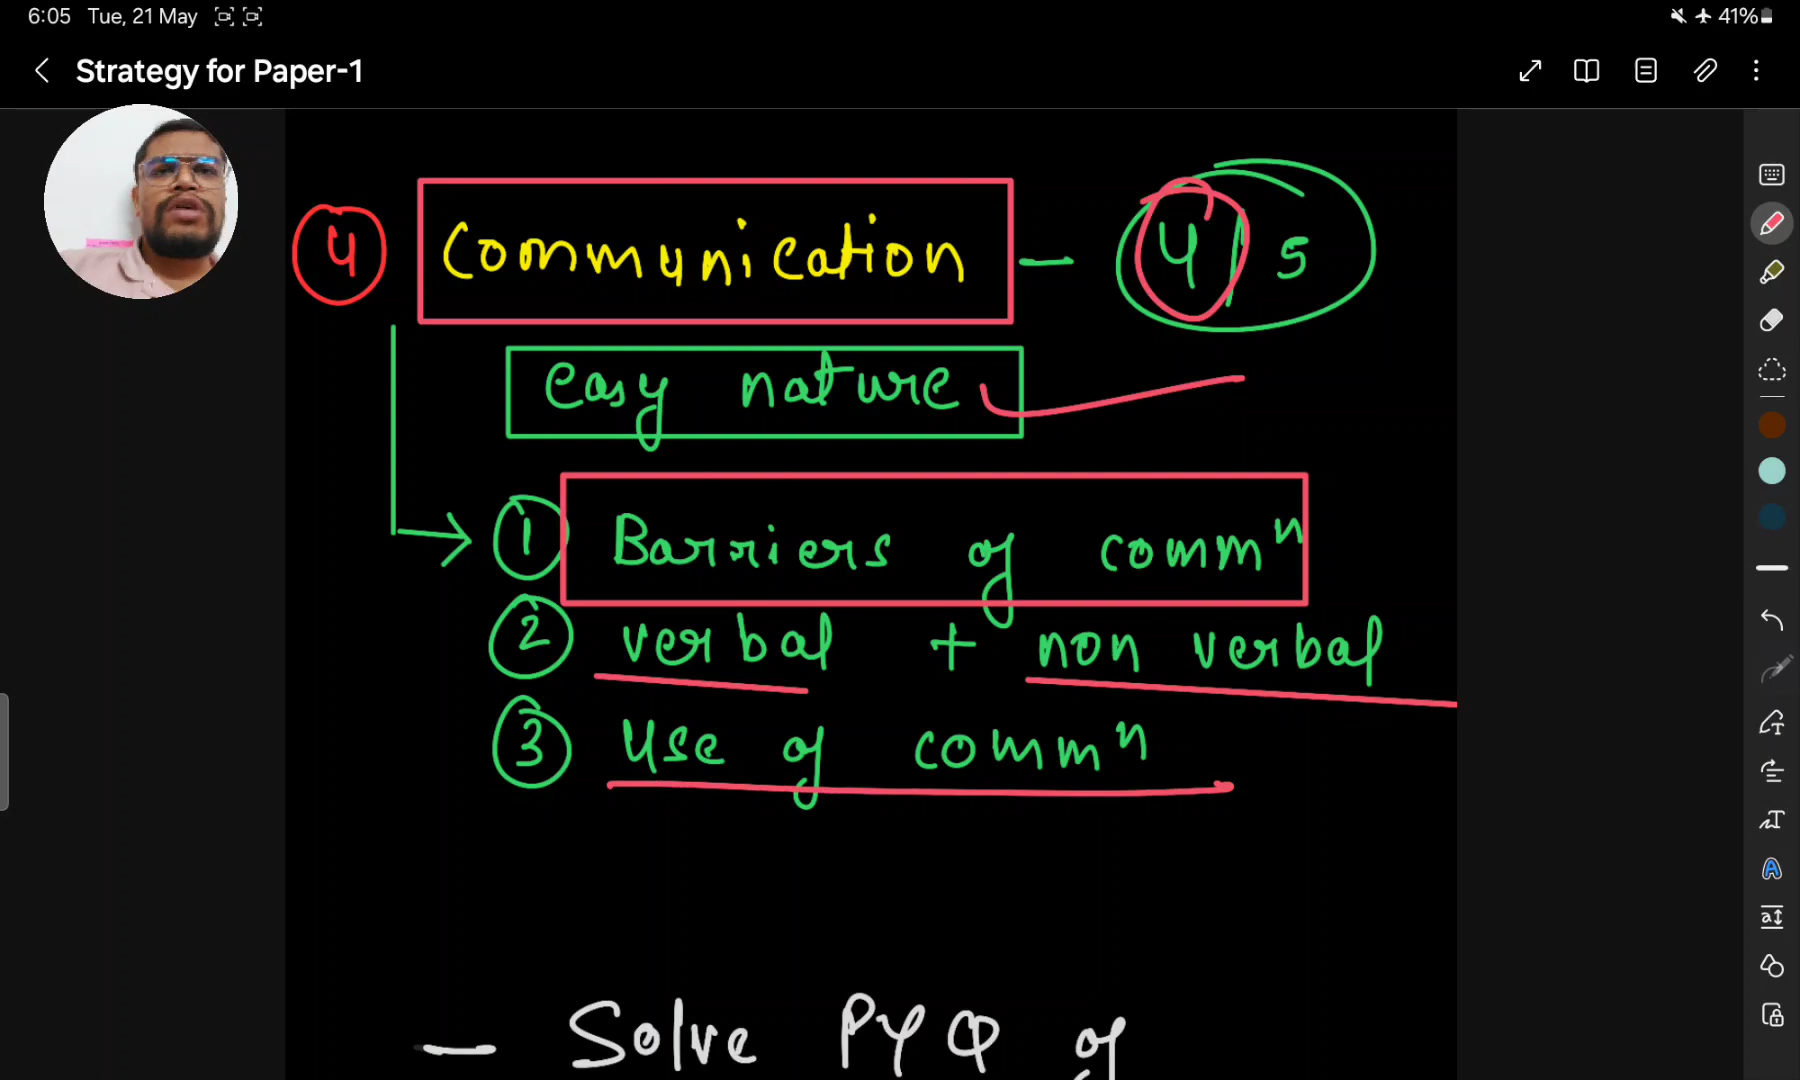 6:05 Tue, 21 May 41%
Strategy for Paper-1
4 Communication - 4/5
easy nature
1 Barriers of commⁿ
2 verbal + non verbal
3 Use of commⁿ
- Solve PYQ of